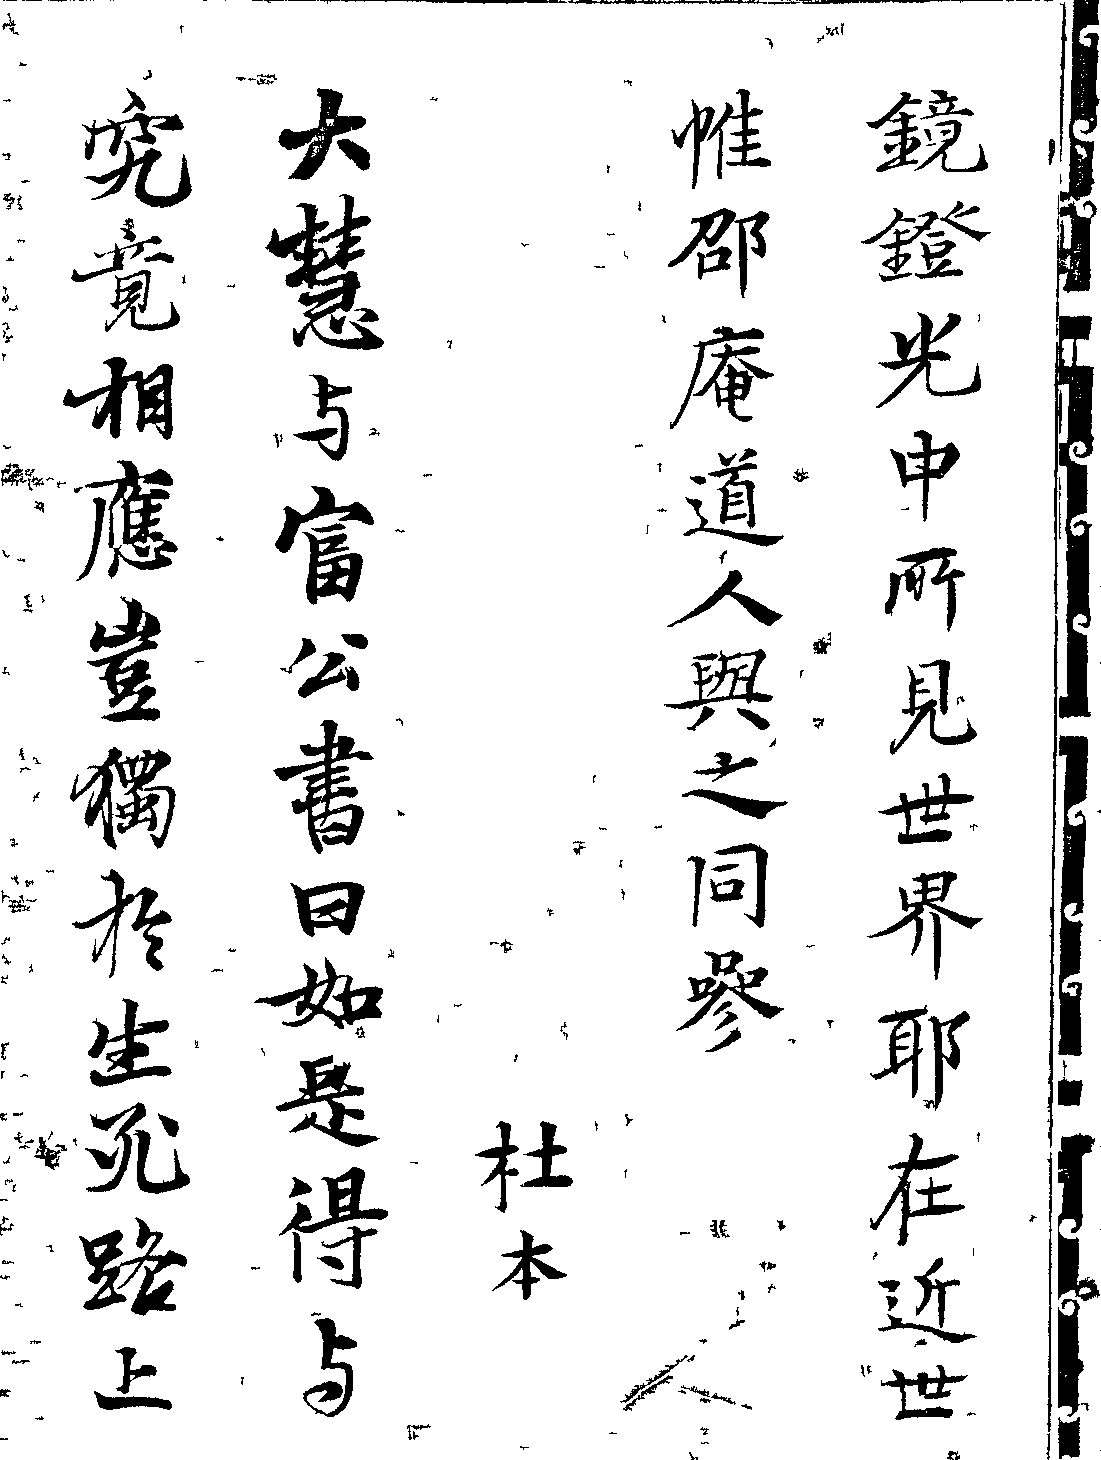 鏡鐙光申所見世界耶在近世
惟邵庵道人與之同參
杜本
大慧与富公書曰如是得与
究竟相應豈獨於生死路上